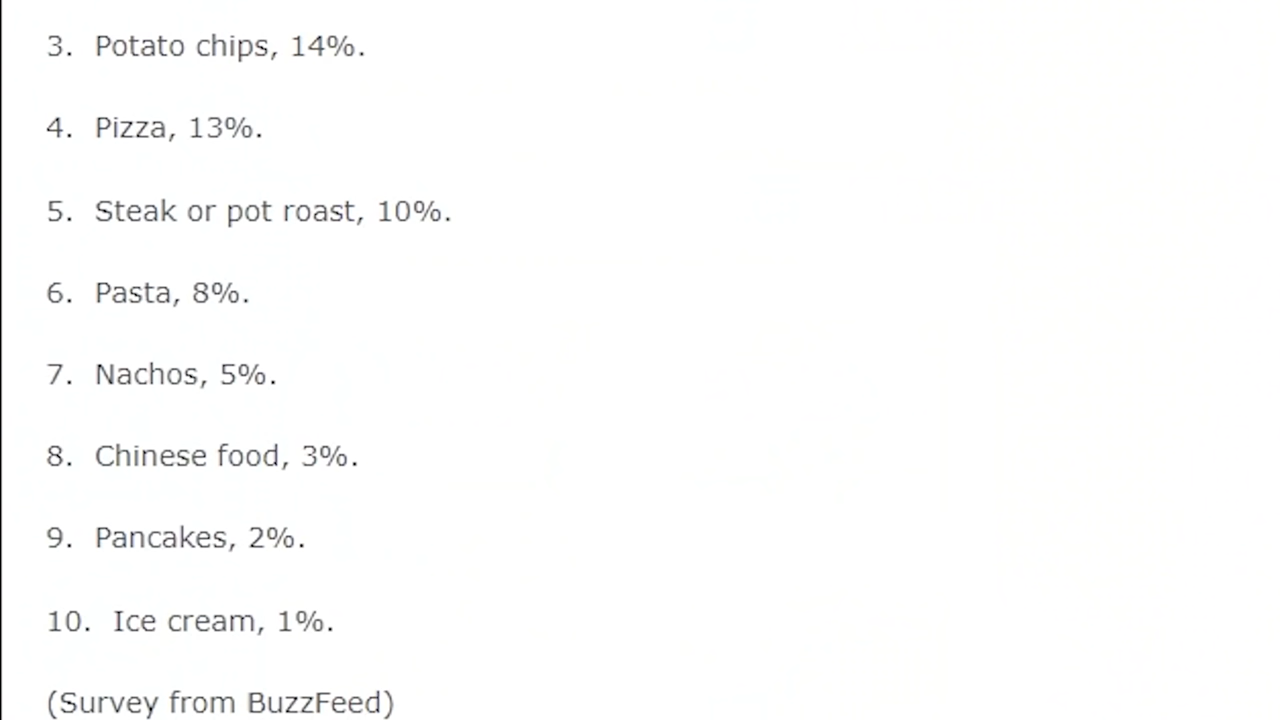 3. Potato chips, 14%.
4. Pizza, 13%.
5. Steak or pot roast, 10%.
6. Pasta, 8%.
7. Nachos, 5%.
8. Chinese food, 3%.
9. Pancakes, 2%.
10. Ice cream, 1%.
(Survey from BuzzFeed)